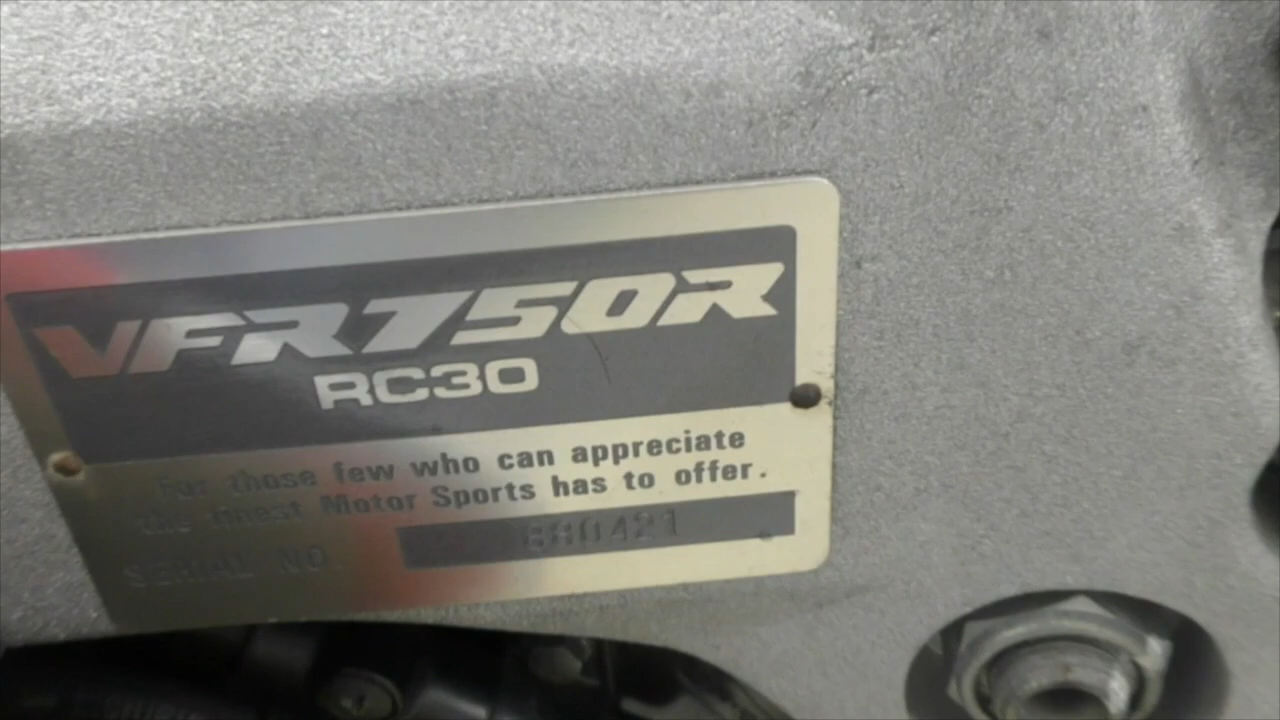 VFR750R
RC30
For those few who can appreciate
the finest Motor Sports has to offer.
SERIAL NO. 880421